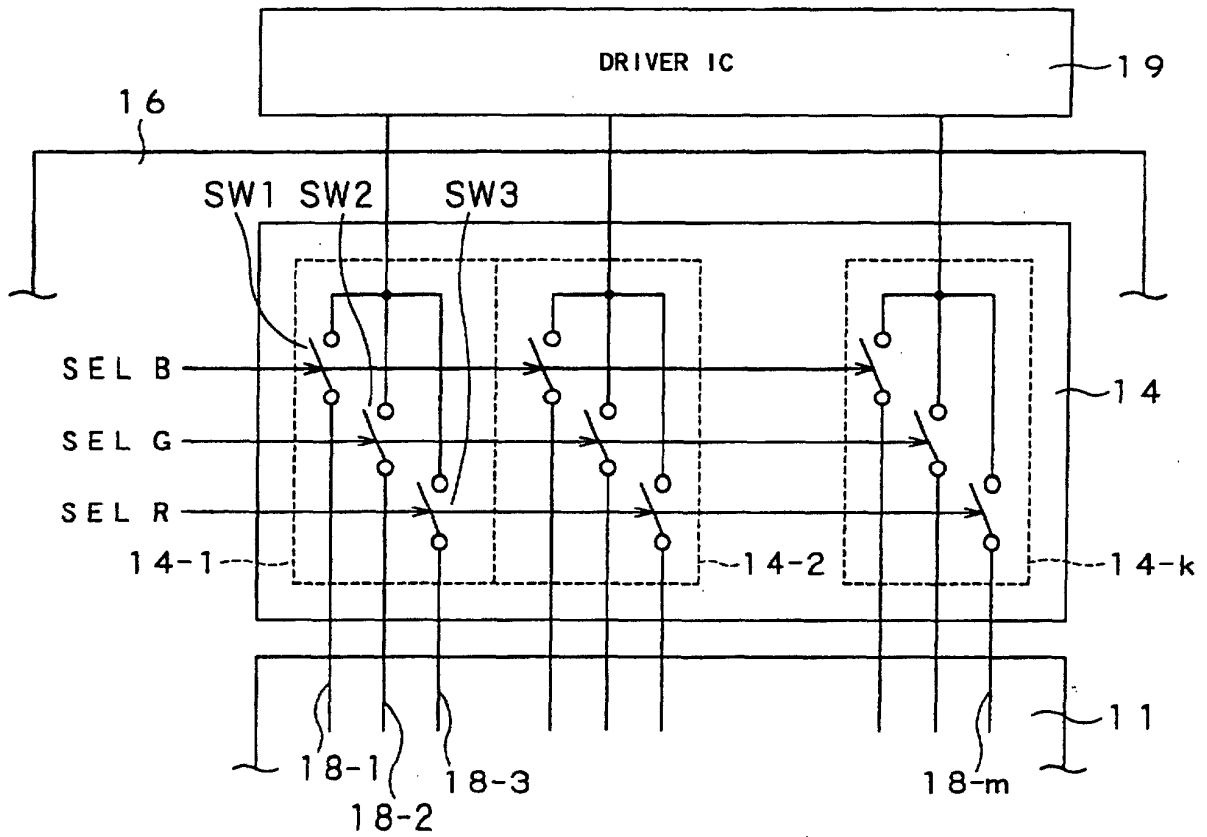 DRIVER IC
19
16
SW1 SW2 SW3
SEL B
14
SEL G
SEL R
14-1
14-2
14-k
11
18-1
18-2
18-3
18-m